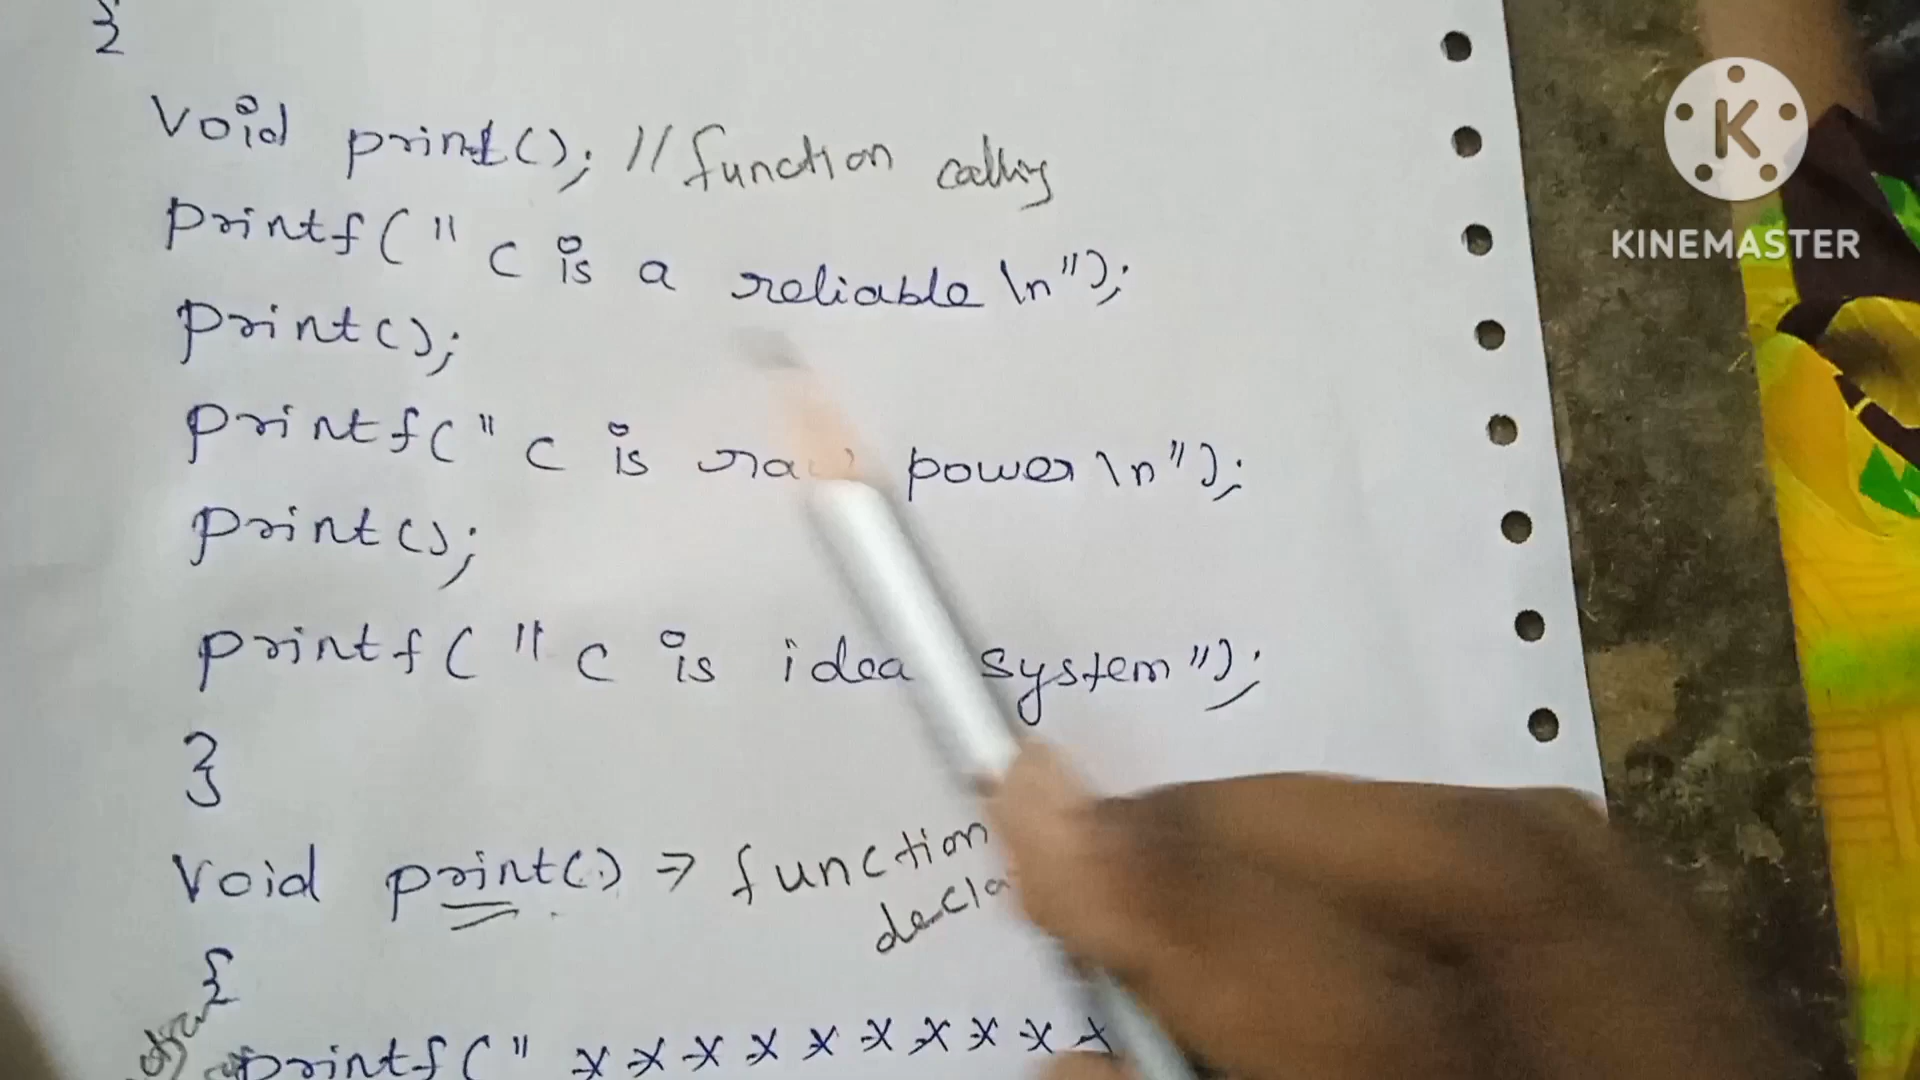 {
void print(); // function calling
printf(" C is a reliable \n");
print();
printf(" C is raw power \n");
print();
printf(" C is idea system");
}
void print() → function
{
printf(" **********
KINEMASTER